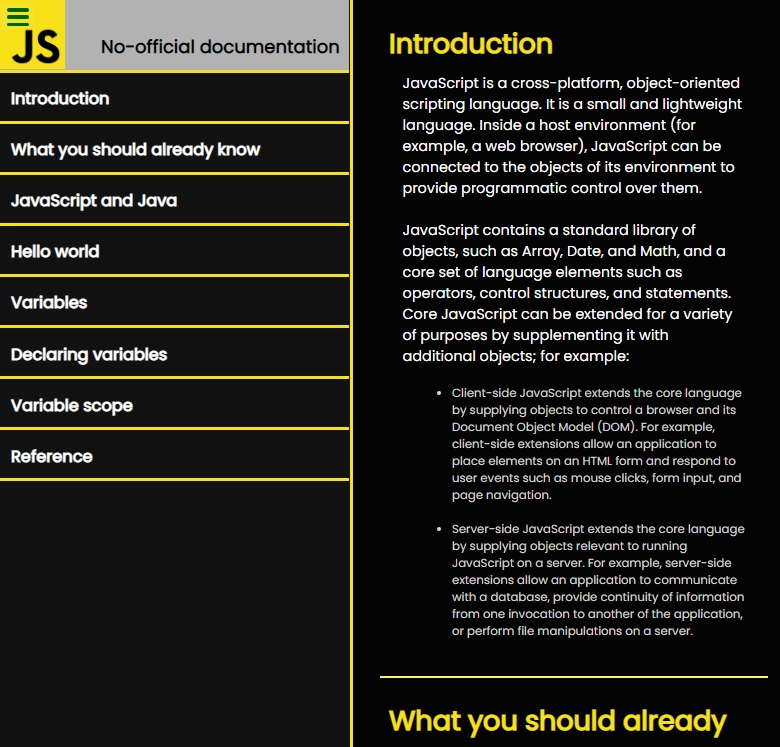 JS
No-official documentation
Introduction
What you should already know
JavaScript and Java
Hello world
Variables
Declaring variables
Variable scope
Reference
Introduction
JavaScript is a cross-platform, object-oriented
scripting language. It is a small and lightweight
language. Inside a host environment (for
example, a web browser), JavaScript can be
connected to the objects of its environment to
provide programmatic control over them.
JavaScript contains a standard library of
objects, such as Array, Date, and Math, and a
core set of language elements such as
operators, control structures, and statements.
Core JavaScript can be extended for a variety
of purposes by supplementing it with
additional objects; for example:
• Client-side JavaScript extends the core language
by supplying objects to control a browser and its
Document Object Model (DOM). For example,
client-side extensions allow an application to
place elements on an HTML form and respond to
user events such as mouse clicks, form input, and
page navigation.
• Server-side JavaScript extends the core language
by supplying objects relevant to running
JavaScript on a server. For example, server-side
extensions allow an application to communicate
with a database, provide continuity of information
from one invocation to another of the application,
or perform file manipulations on a server.
What you should already